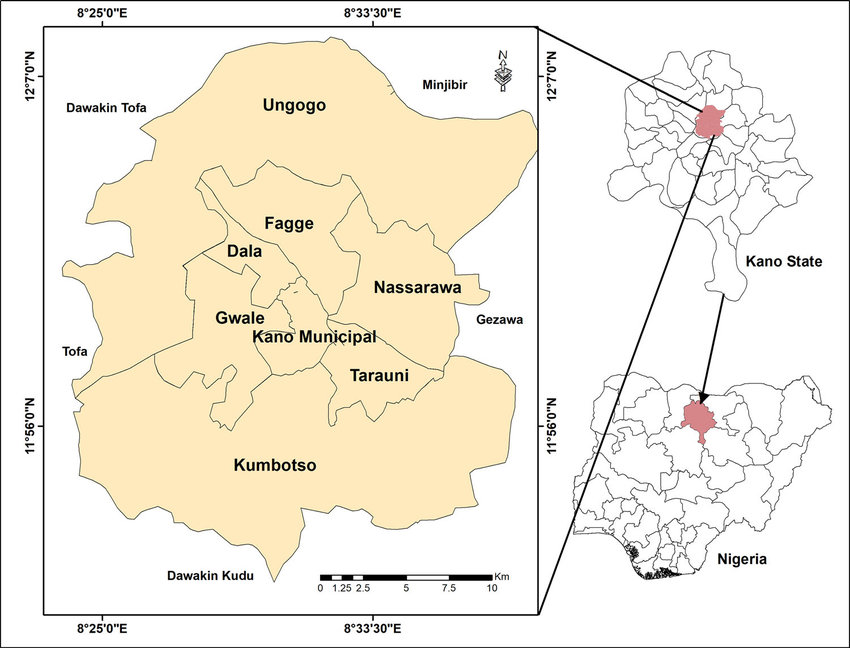 8°25'0"E
8°33'30"E
12°7'0"N
12°7'0"N
N
Minjibir
Dawakin Tofa
Ungogo
Fagge
Dala
Kano State
Nassarawa
Gwale
Gezawa
Kano Municipal
Tofa
Tarauni
11°56'0"N
11°56'0"N
Kumbotso
Nigeria
Dawakin Kudu
Km
0 1.25 2.5 5 7.5 10
8°25'0"E
8°33'30"E